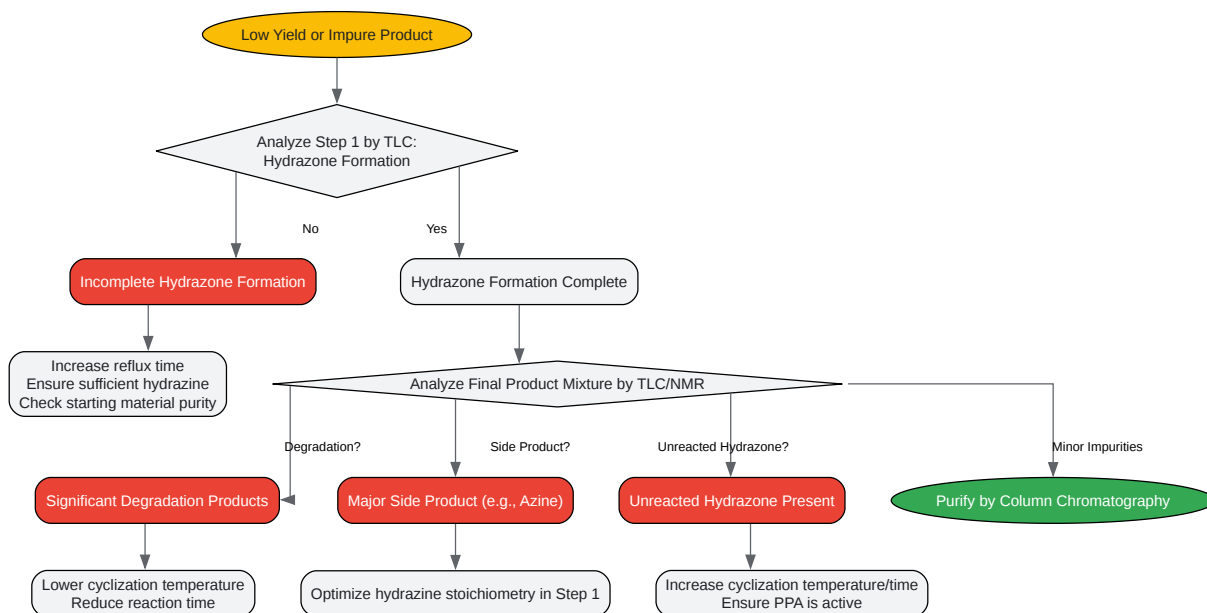 Low Yield or Impure Product
Analyze Step 1 by TLC:
Hydrazone Formation
No
Yes
Incomplete Hydrazone Formation
Hydrazone Formation Complete
Increase reflux time
Ensure sufficient hydrazine
Check starting material purity
Analyze Final Product Mixture by TLC/NMR
Degradation?
Side Product?
Unreacted Hydrazone?
Minor Impurities
Significant Degradation Products
Major Side Product (e.g., Azine)
Unreacted Hydrazone Present
Purify by Column Chromatography
Lower cyclization temperature
Reduce reaction time
Optimize hydrazine stoichiometry in Step 1
Increase cyclization temperature/time
Ensure PPA is active